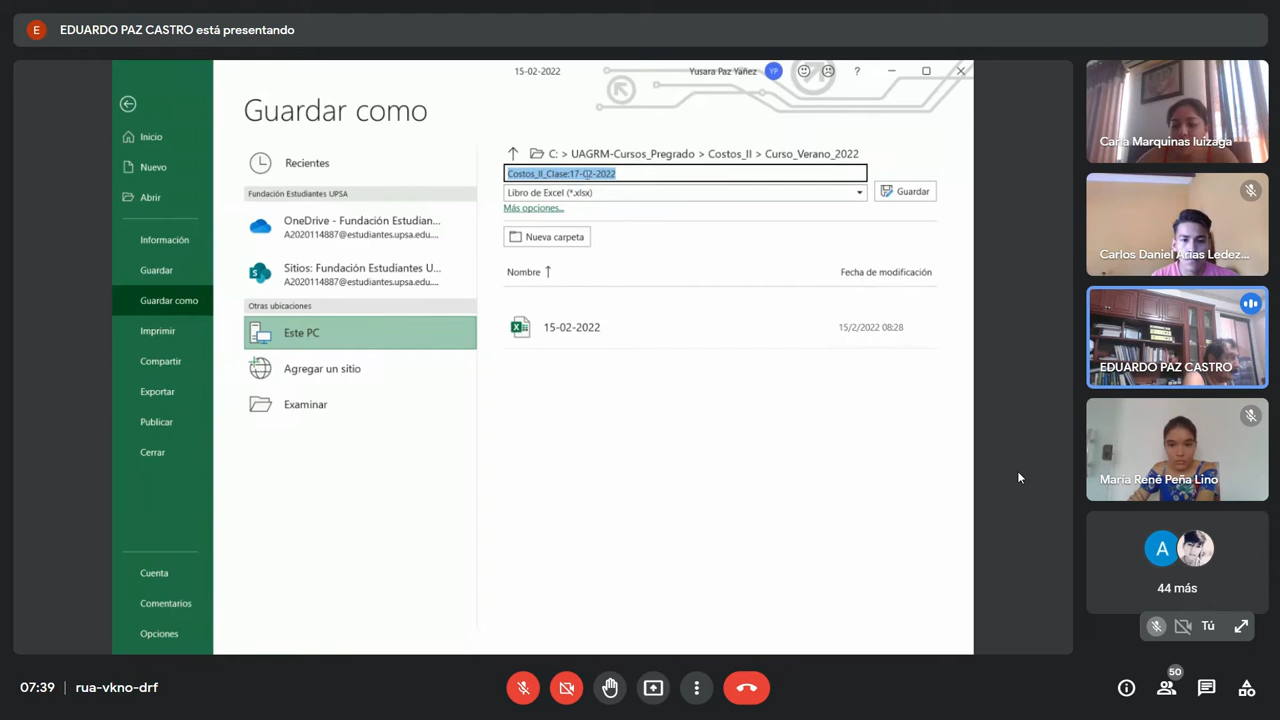 E
EDUARDO PAZ CASTRO está presentando
15-02-2022
Yusara Paz Yañez
YP
?
Guardar como
Inicio
Nuevo
Abrir
Información
Guardar
Guardar como
Imprimir
Compartir
Exportar
Publicar
Cerrar
Cuenta
Comentarios
Opciones
Recientes
Fundación Estudiantes UPSA
OneDrive - Fundación Estudian...
A2020114887@estudiantes.upsa.edu....
Sitios: Fundación Estudiantes U...
A2020114887@estudiantes.upsa.edu....
Otras ubicaciones
Este PC
Agregar un sitio
Examinar
C: > UAGRM-Cursos_Pregrado > Costos_II > Curso_Verano_2022
Costos_II_Clase:17-02-2022
Libro de Excel (*.xlsx)
Guardar
Más opciones...
Nueva carpeta
Nombre
Fecha de modificación
15-02-2022
15/2/2022 08:28
Carla Marquinas luizaga
Carlos Daniel Arias Ledez...
EDUARDO PAZ CASTRO
María René Peña Lino
A
44 más
Tú
07:39 | rua-vkno-drf
50